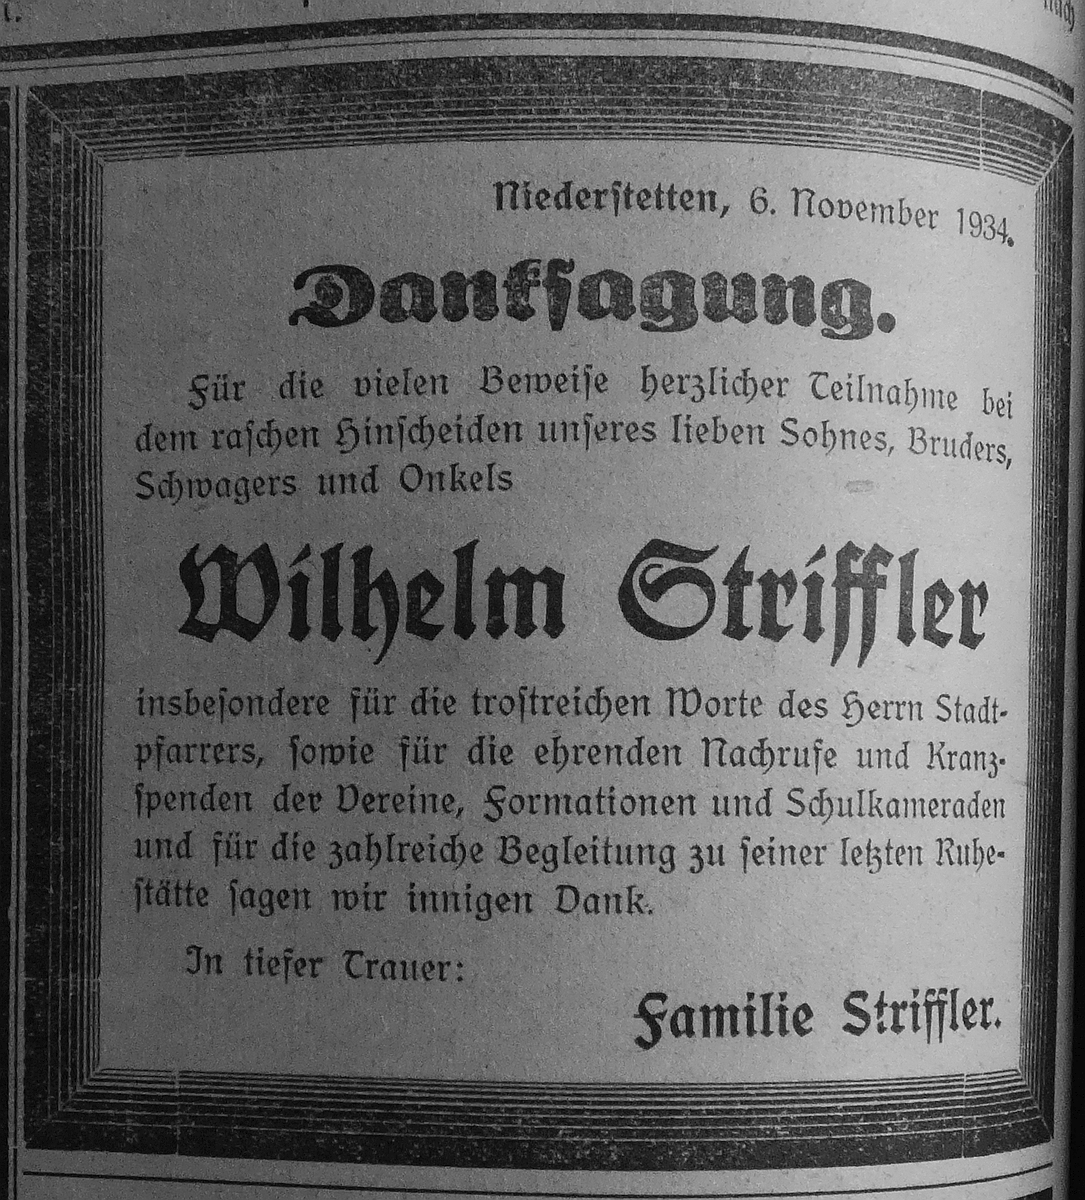 Niederstetten, 6. November 1934.
Danksagung.
Für die vielen Beweise herzlicher Teilnahme bei
dem raschen Hinscheiden unseres lieben Sohnes, Bruders,
Schwagers und Onkels
Wilhelm Striffler
insbesondere für die trostreichen Worte des Herrn Stadt-
pfarrers, sowie für die ehrenden Nachrufe und Kranz-
spenden der Vereine, Formationen und Schulkameraden
und für die zahlreiche Begleitung zu seiner letzten Ruhe-
stätte sagen wir innigen Dank.
In tiefer Trauer:
Familie Striffler.